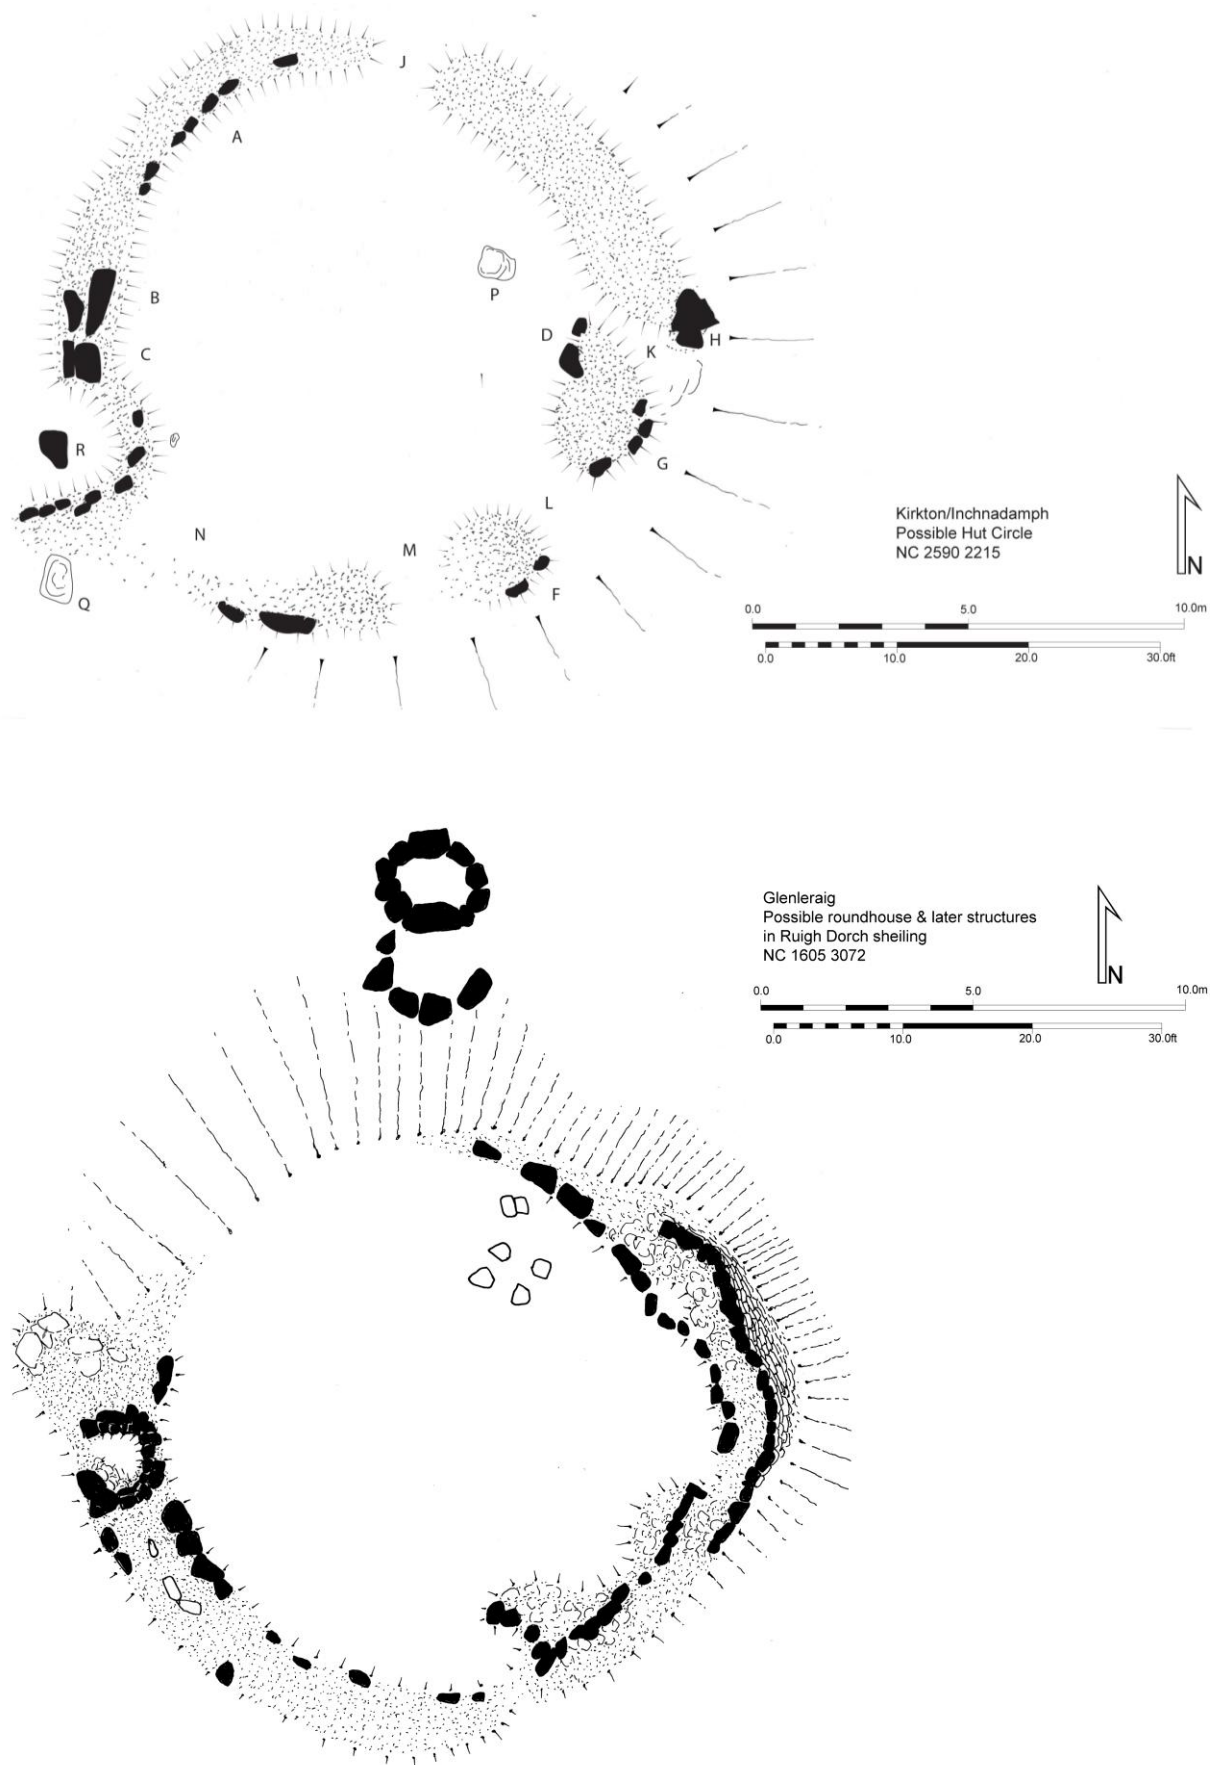 J
A
B
P
D
K
H
C
R
G
L
N
M
F
Q
Kirkton/Inchnadamph
Possible Hut Circle
NC 2590 2215
N
0.0 5.0 10.0m
0.0 10.0 20.0 30.0ft
Glenleraig
Possible roundhouse & later structures
in Ruigh Dorch sheiling
NC 1605 3072
N
0.0 5.0 10.0m
0.0 10.0 20.0 30.0ft